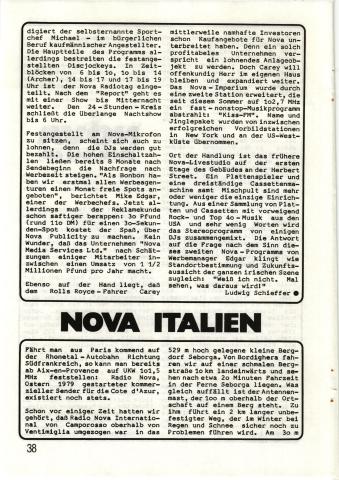 digiert der selbsternannte Sport-
chef Michael - im bürgerlichen
Beruf kaufmännischer Angestellter.
Die Hauptteile des Programms al-
lerdings bestreiten die festange-
stellten Discjockeys. In Zeit-
blöcken von 6 bis 10, 10 bis 14
(Archer), 14 bis 17 und 17 bis 19
Uhr ist der Nova Radiotag einge-
teilt. Nach dem "Report" geht es
mit einer Show bis Mitternacht
weiter. Den 24-Stunden-Kreis
schließt die Überlange Nachtshow
bis 6 Uhr.
Festangestellt am Nova-Mikrofon
zu sitzen, scheint sich auch zu
lohnen, denn die DJs werden gut
bezahlt. Die hohen Einschaltzah-
len ließen bereits 8 Monate nach
Sendebeginn die Nachfrage nach
Werbezeit steigen. "Als Bonbon ha-
ben wir erstmal allen Werbeagen-
turen einen Monat freie Spots an-
geboten", berichtet Mike Edgar,
einer der Werbechefs. Jetzt al-
lerdings muß der Reklamekunde
schon saftiger berappen: 30 Pfund
(rund 110 DM) für einen 30-Sekun-
den-Spot kostet der Spaß, über
Nova Publicity zu machen. Kein
Wunder, daß das Unternehmen "Nova
Media Services Ltd." nach Schätz-
ungen einiger Mitarbeiter in-
zwischen einen Umsatz von 1 1/2
Millionen Pfund pro Jahr macht.
Ebenso auf der Hand liegt, daß
dem Rolls Royce-Fahrer Carey
mittlerweile namhafte Investoren
schon Kaufangebote für Nova un-
terbreitet haben. Denn ein solch
profitables Unternehmen ver-
spricht ein lohnendes Anlageob-
jekt zu werden. Doch Carey will
offenkundig Herr im eigenen Haus
bleiben und expandiert weiter.
Das Nova-Imperium wurde durch
eine zweite Station erweitert, die
seit diesem Sommer auf 102,7 MHz
ein fast-nonstop-Musikprogramm
abstrahlt: "Kiss-FM". Name und
Jinglepaket wurden von inzwischen
erfolgreichen Vorbildstationen
in New York und an der US-West-
küste übernommen.
Ort der Handlung ist das frühere
Nova-Livestudio auf der ersten
Etage des Gebäudes an der Herbert
Street. Ein Plattenspieler und
eine dreiständige Cassettenma-
schine samt Mischpult sind mehr
oder weniger die einzige Einrich-
tung. Aus einer Sammlung von Plat-
ten und Cassetten mit vorwiegend
Rock- und Top 40-Musik aus den
USA und sehr wenig Worten wird
das Stereoprogramm von einigen
DJs zusammengemixt. Die Antwort
auf die Frage nach dem Sinn die-
ses zweiten Nova-Programms von
Werbemanager Edgar klingt wie
Standortbestimmung und Zukunfts-
aussicht der ganzen irischen Szene
zugleich: "Weiß ich nicht. Mal
sehen, was daraus wird!"
Ludwig Schieffer
NOVA ITALIEN
Fährt man aus Paris kommend auf
der Rhonetal-Autobahn Richtung
Südfrankreich, so kann man bereits
ab Aix-en-Provence auf UKW 101,5
MHz feststellen: Radio Nova,
Ostern 1979 gestarteter kommer-
zieller Sender für die Cote d'Azur,
existiert noch stets.
Schon vor einiger Zeit hatten wir
gehört, daß Radio Nova Internatio-
nal von Camporosso oberhalb von
Ventimiglia umgezogen war in das
529 m hoch gelegene kleine Berg-
dorf Seborga. Von Bordighera fah-
ren wir auf einer schmalen Berg-
straße 10 km landeinwärts und se-
hen nach etwa 20 Minuten Fahrzeit
in der Ferne Seborga liegen. Was
gleich auffällt ist der Antennen-
mast, der 100 m oberhalb der Ort-
schaft auf einem Berg steht. Zu
ihm führt ein 2 km langer unbe-
festigter Weg, der im Winter bei
Regen und Schnee sicher noch zu
Problemen führen wird. Am 30 m
38